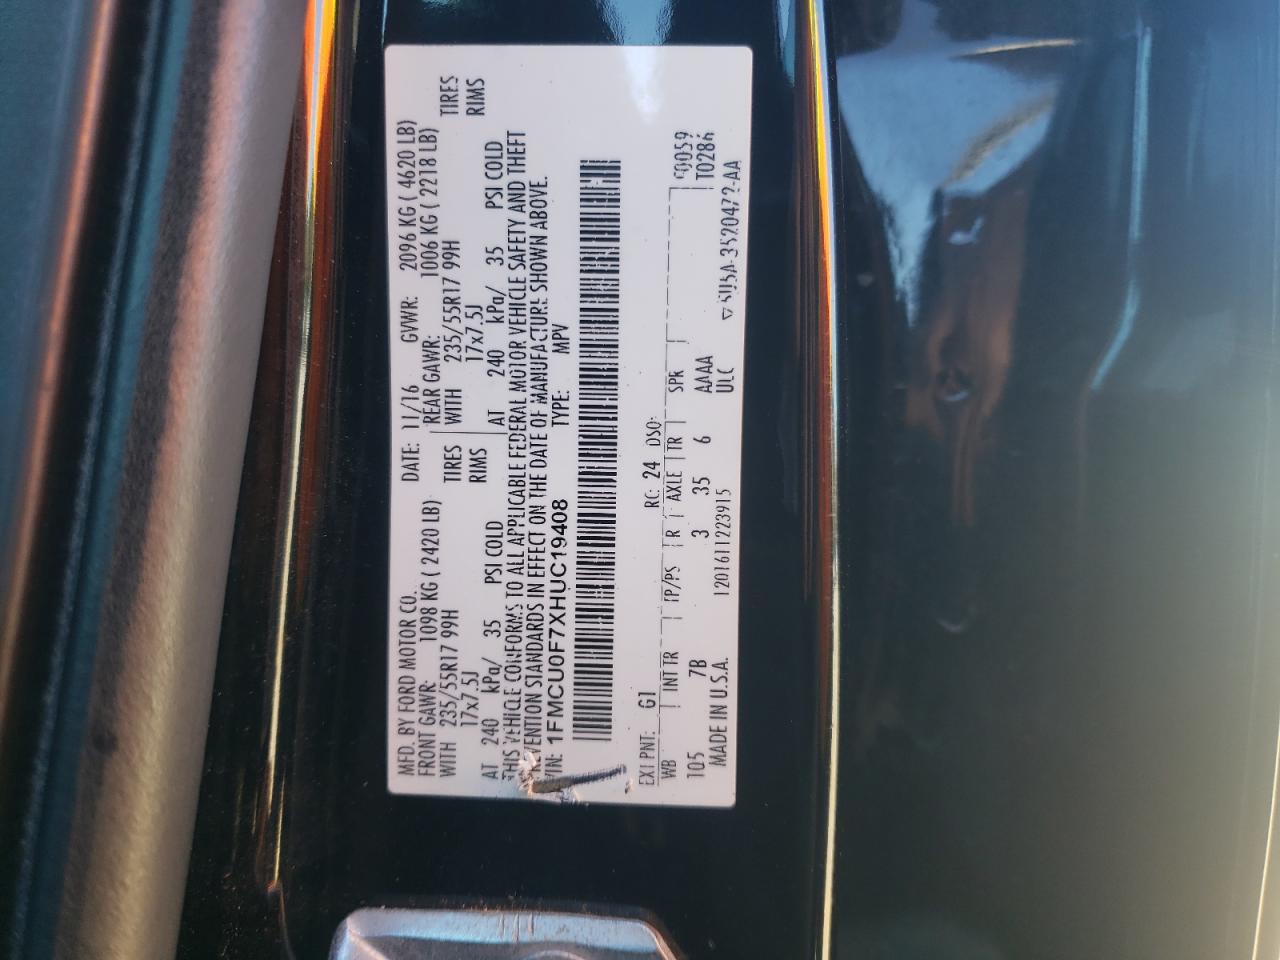 MFD. BY FORD MOTOR CO. DATE: 11/16 GVWR: 2096 KG ( 4620 LB)
FRONT GAWR: 1098 KG ( 2420 LB) REAR GAWR: 1006 KG ( 2218 LB)
WITH 235/55R17 99H TIRES WITH 235/55R17 99H TIRES
17x7.5J RIMS 17x7.5J RIMS
AT 240 kPa/ 35 PSI COLD AT 240 kPa/ 35 PSI COLD
THIS VEHICLE CONFORMS TO ALL APPLICABLE FEDERAL MOTOR VEHICLE SAFETY AND THEFT
PREVENTION STANDARDS IN EFFECT ON THE DATE OF MANUFACTURE SHOWN ABOVE.
VIN: 1FMCU0F7XHUC19408 TYPE: MPV
EXT PNT: G1 RC: 24 DSO:
WB INT TR TP/PS R AXLE TR SPR
105 7B 3 35 6 AAAA T0286
MADE IN U.S.A. 1201611223915 ULC